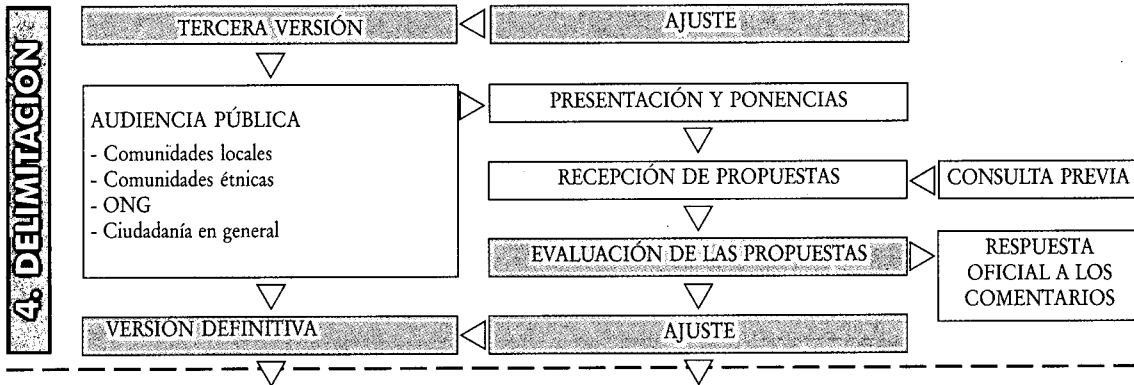 4. DELIMITACIÓN
TERCERA VERSIÓN
AJUSTE
AUDIENCIA PÚBLICA
- Comunidades locales
- Comunidades étnicas
- ONG
- Ciudadanía en general
PRESENTACIÓN Y PONENCIAS
RECEPCIÓN DE PROPUESTAS
CONSULTA PREVIA
EVALUACIÓN DE LAS PROPUESTAS
RESPUESTA
OFICIAL A LOS
COMENTARIOS
VERSIÓN DEFINITIVA
AJUSTE